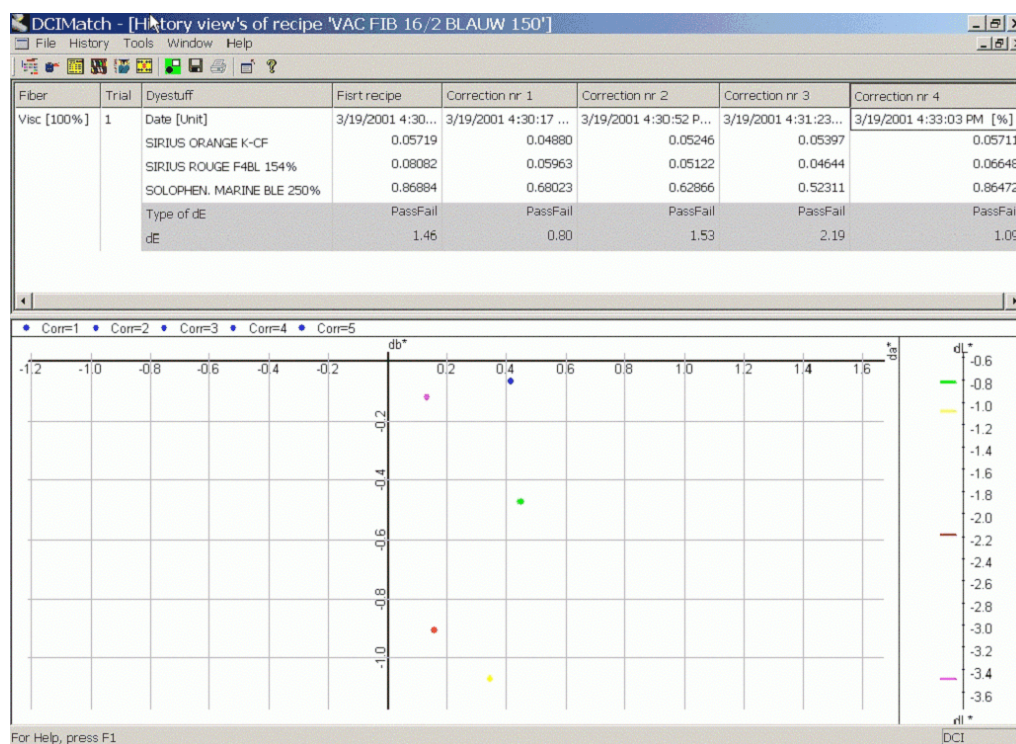 DCIMatch - [History view's of recipe 'VAC FIB 16/2 BLAUW 150']
File History Tools Window Help
Fiber Trial Dyestuff Fisrt recipe Correction nr 1 Correction nr 2 Correction nr 3 Correction nr 4
Visc [100%] 1 Date [Unit] 3/19/2001 4:30... 3/19/2001 4:30:17 ... 3/19/2001 4:30:52 P... 3/19/2001 4:31:23... 3/19/2001 4:33:03 PM [%]
SIRIUS ORANGE K-CF 0.05719 0.04880 0.05246 0.05397 0.05711
SIRIUS ROUGE F4BL 154% 0.08082 0.05963 0.05122 0.04644 0.06648
SOLOPHEN. MARINE BLE 250% 0.86884 0.68023 0.62866 0.52311 0.86472
Type of dE PassFail PassFail PassFail PassFail PassFail
dE 1.46 0.80 1.53 2.19 1.09
Corr=1 Corr=2 Corr=3 Corr=4 Corr=5
db* da* dL*
-1.2 -1.0 -0.8 -0.6 -0.4 -0.2 0.2 0.4 0.6 0.8 1.0 1.2 1.4 1.6
-0.2
-0.4
-0.6
-0.8
-1.0
-0.6
-0.8
-1.0
-1.2
-1.4
-1.6
-1.8
-2.0
-2.2
-2.4
-2.6
-2.8
-3.0
-3.2
-3.4
-3.6
dL*
For Help, press F1 DCI